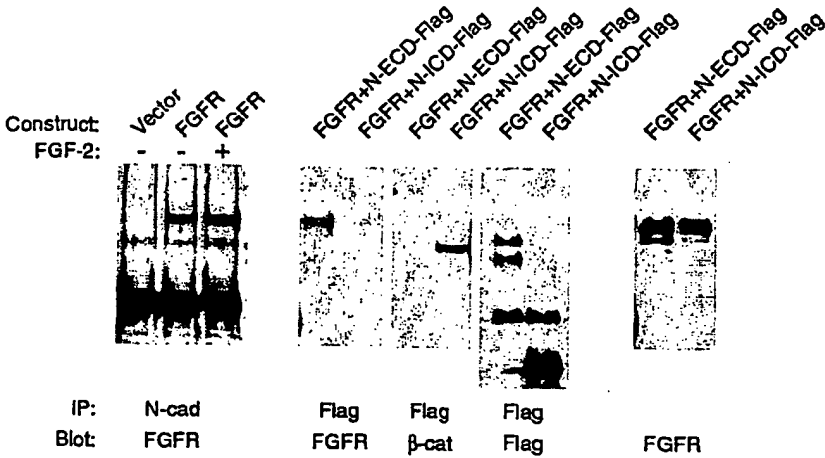 Construct: Vector FGFR FGFR FGFR+N-ECD-Flag FGFR+N-ICD-Flag FGFR+N-ECD-Flag FGFR+N-ICD-Flag FGFR+N-ECD-Flag FGFR+N-ICD-Flag FGFR+N-ECD-Flag FGFR+N-ICD-Flag
FGF-2: - - +
IP: N-cad Flag Flag Flag
Blot: FGFR FGFR β-cat Flag FGFR